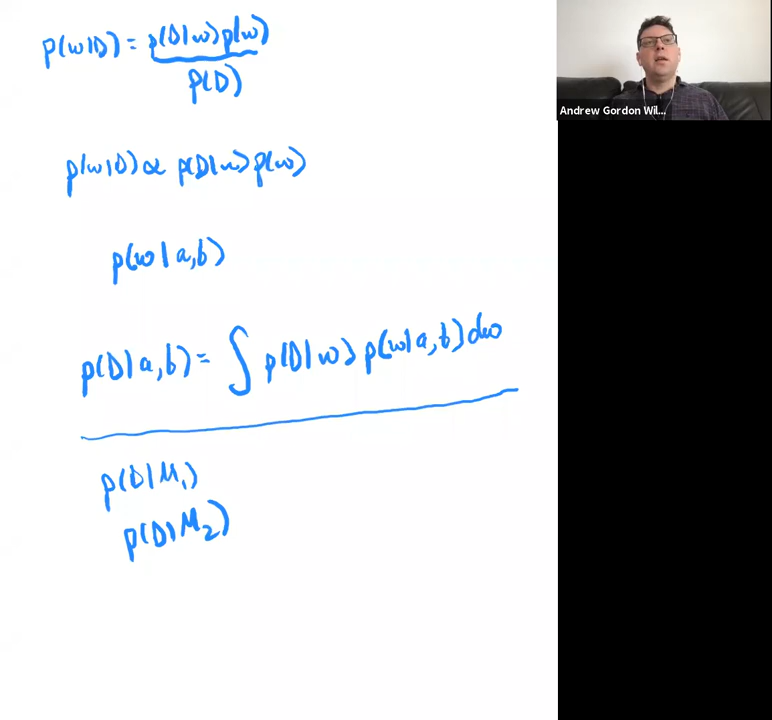 p(w|D) = p(D|w) p(w) / p(D)
Andrew Gordon Wil...
p(w|D) ∝ p(D|w) p(w)
p(w|a,b)
p(D|a,b) = ∫ p(D|w) p(w|a,b) dw
p(D|M₁)
p(D|M₂)